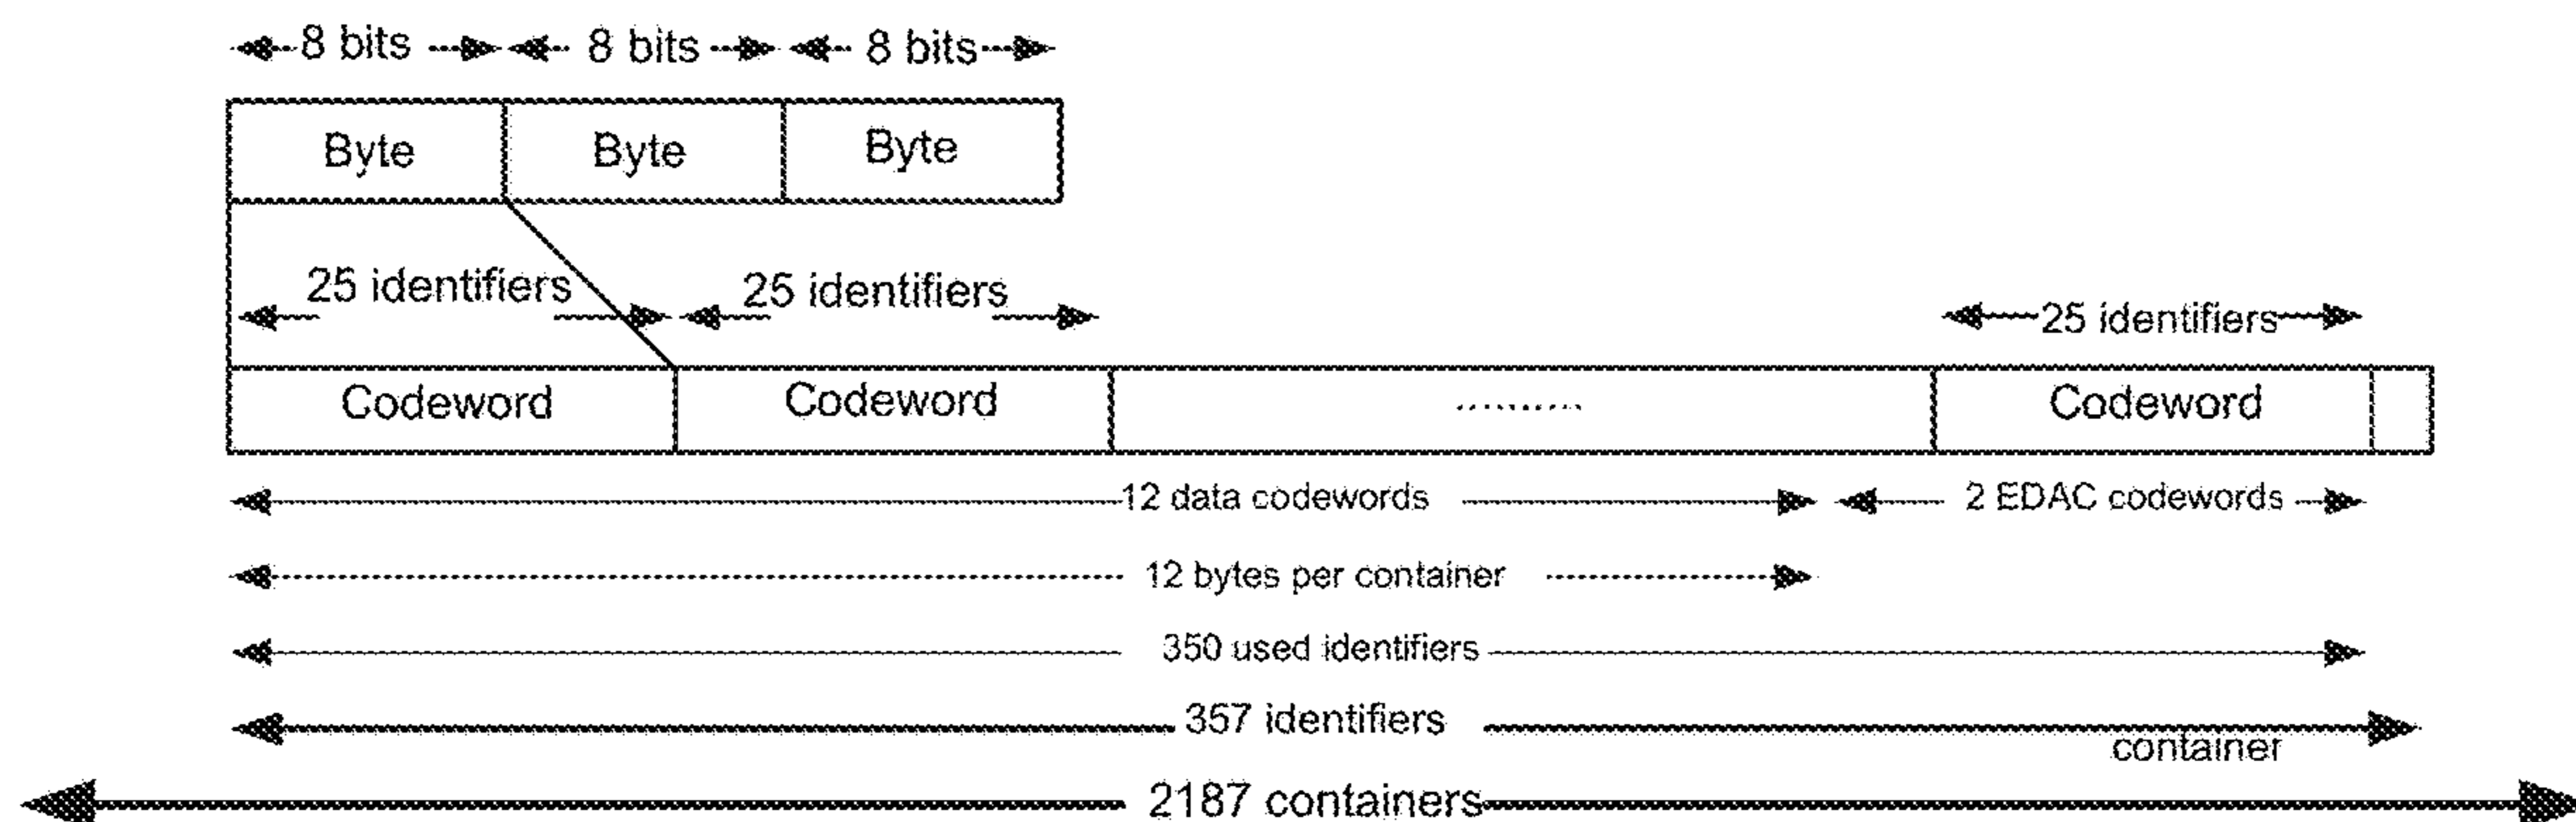 8 bits 8 bits 8 bits
Byte Byte Byte
25 identifiers 25 identifiers 25 identifiers
Codeword Codeword ......... Codeword
12 data codewords 2 EDAC codewords
12 bytes per container
350 used identifiers
357 identifiers
container
2187 containers